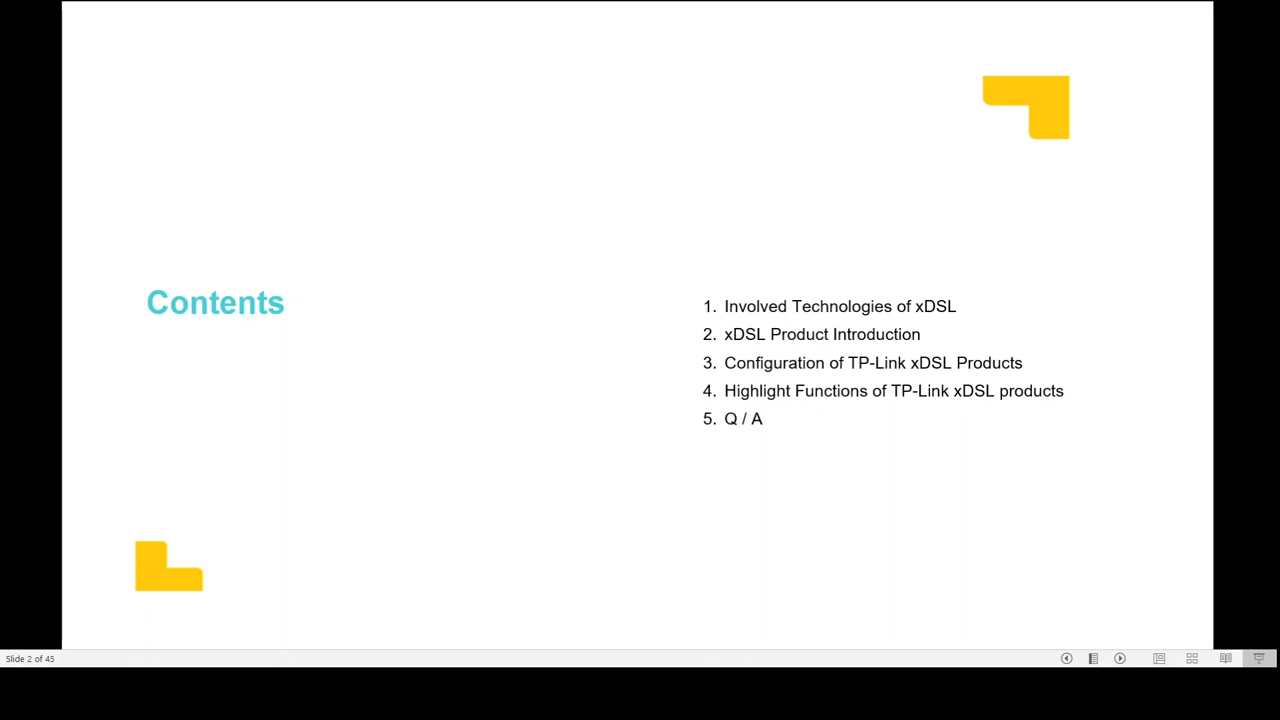 Contents
1. Involved Technologies of xDSL
2. xDSL Product Introduction
3. Configuration of TP-Link xDSL Products
4. Highlight Functions of TP-Link xDSL products
5. Q / A
Slide 2 of 45